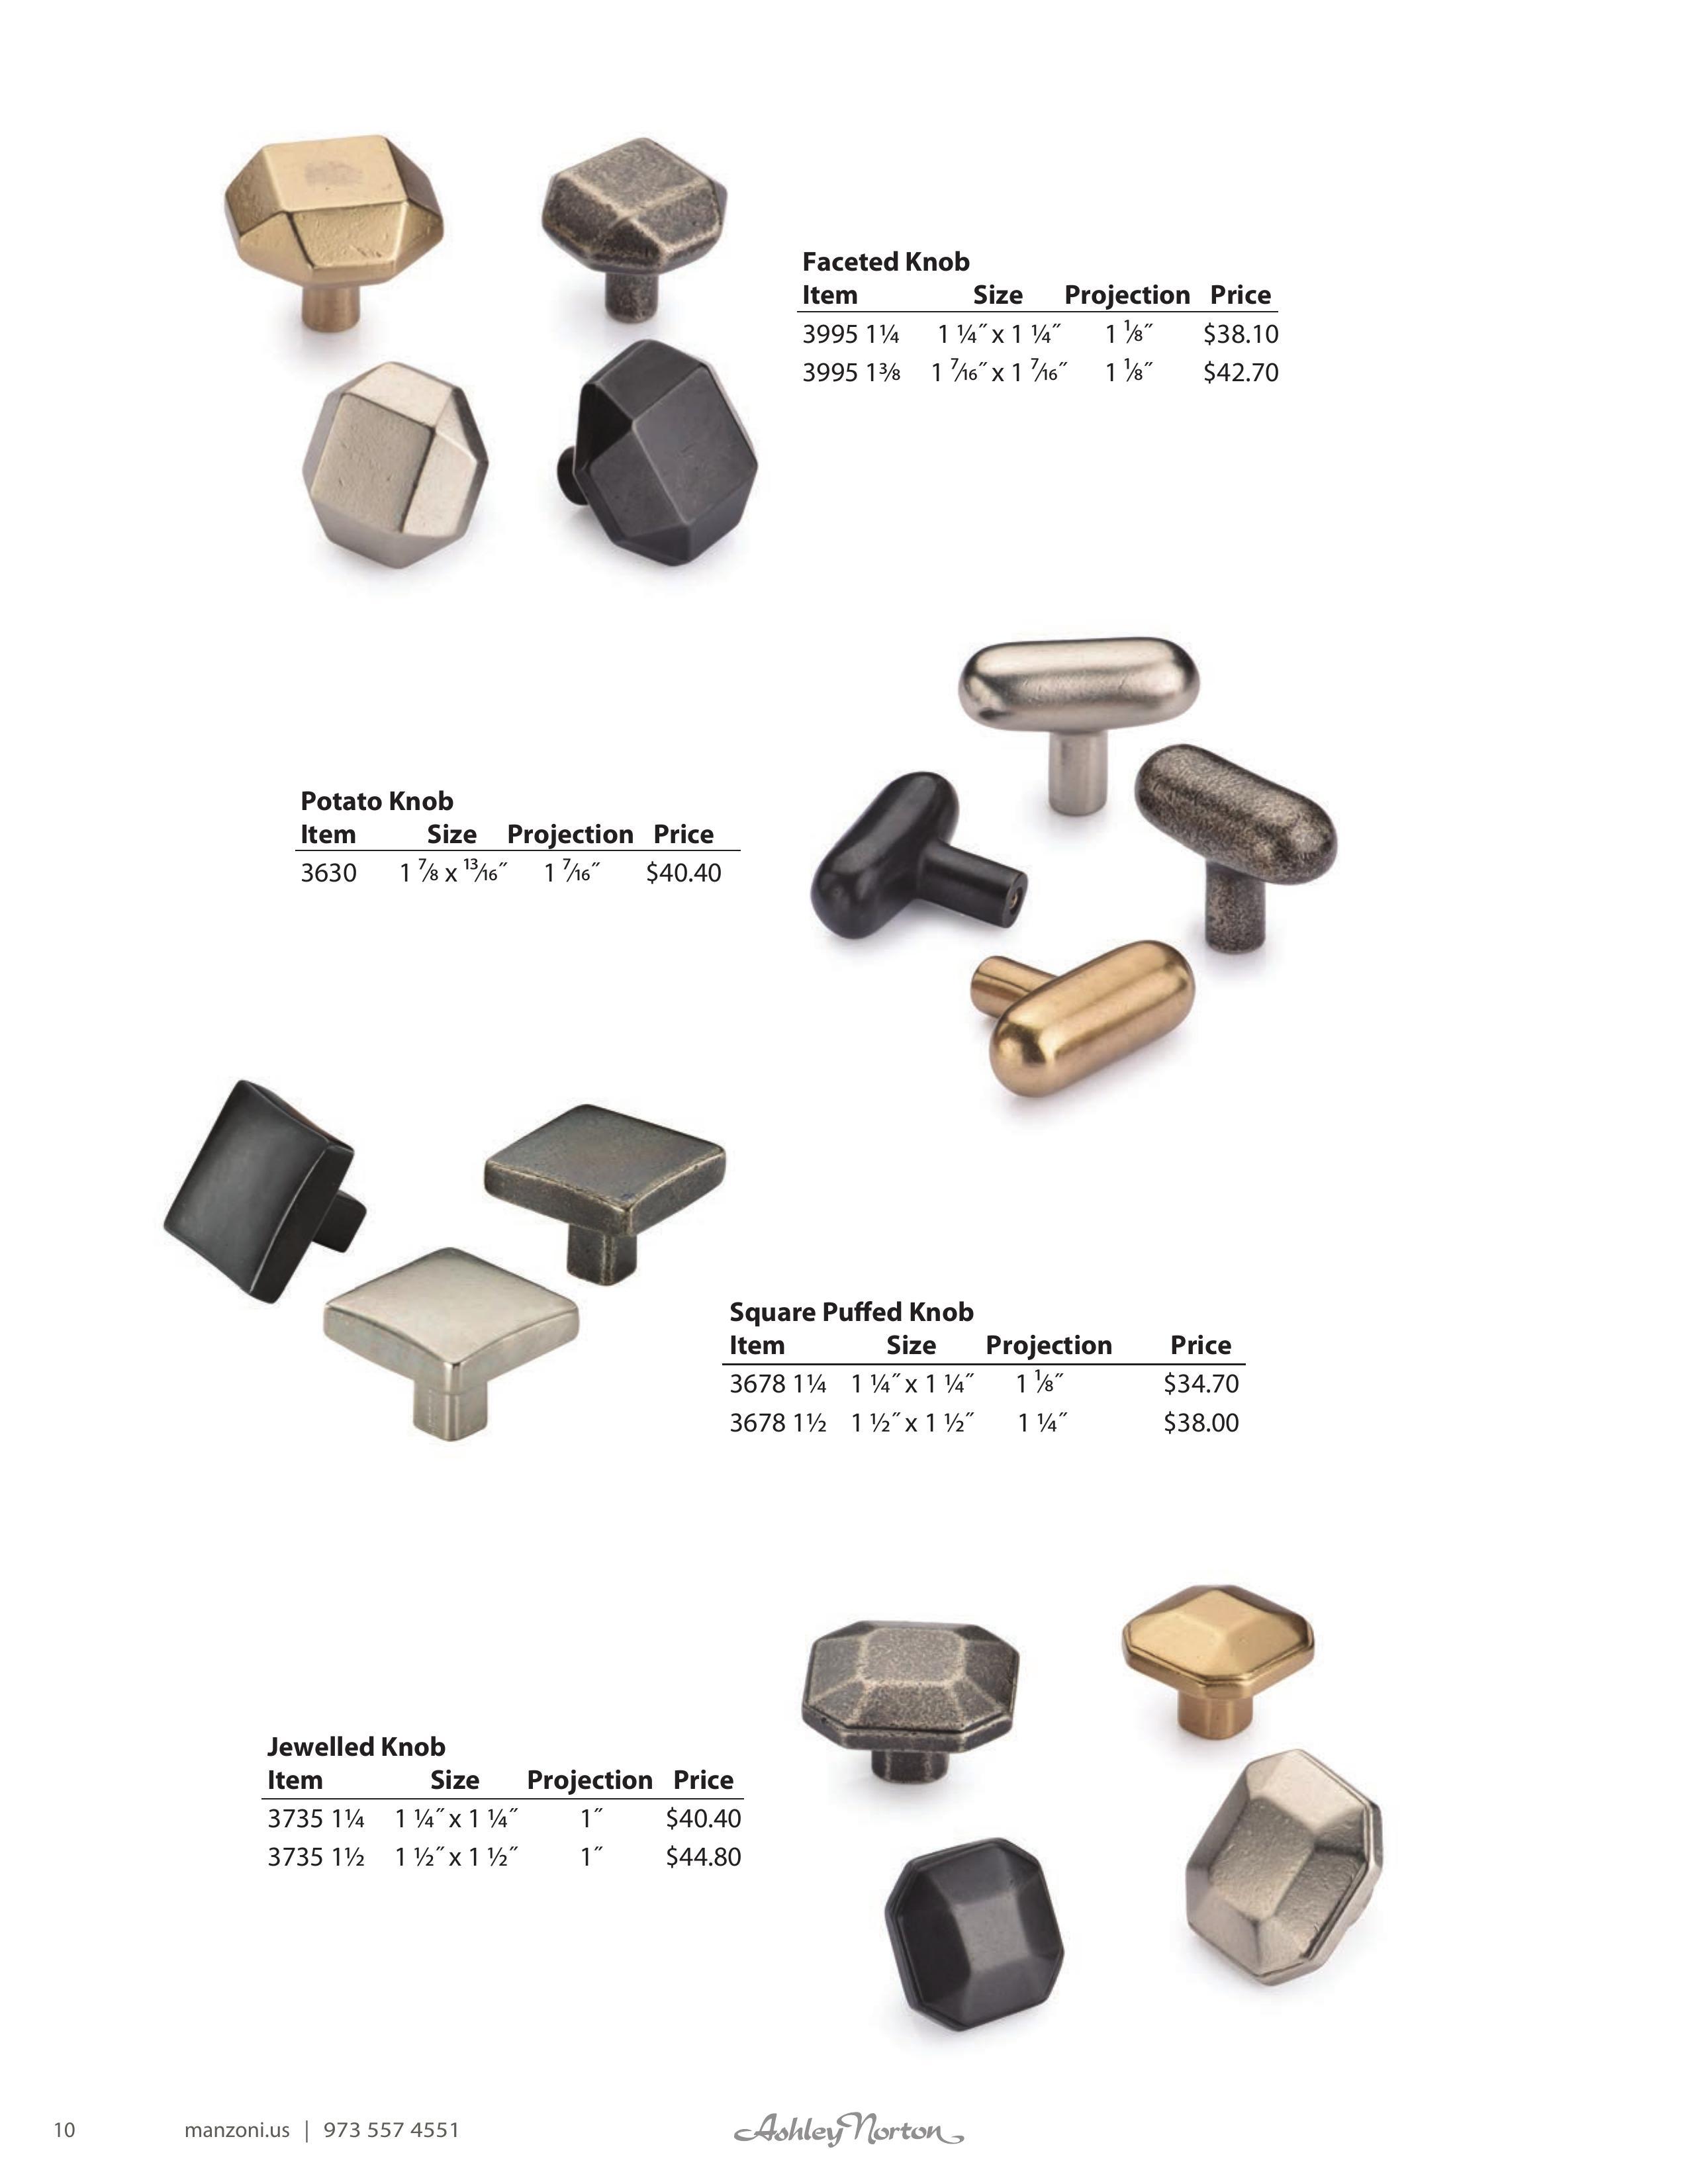 Faceted Knob
Item Size Projection Price
3995 1¼ 1 ¼˝ x 1 ¼˝ 1 ⅛˝ $38.10
3995 1⅜ 1 7⁄16˝ x 1 7⁄16˝ 1 ⅛˝ $42.70
Potato Knob
Item Size Projection Price
3630 1 ⅞ x 13⁄16˝ 1 7⁄16˝ $40.40
Square Puffed Knob
Item Size Projection Price
3678 1¼ 1 ¼˝ x 1 ¼˝ 1 ⅛˝ $34.70
3678 1½ 1 ½˝ x 1 ½˝ 1 ¼˝ $38.00
Jewelled Knob
Item Size Projection Price
3735 1¼ 1 ¼˝ x 1 ¼˝ 1˝ $40.40
3735 1½ 1 ½˝ x 1 ½˝ 1˝ $44.80
10 manzoni.us | 973 557 4551 Ashley Norton